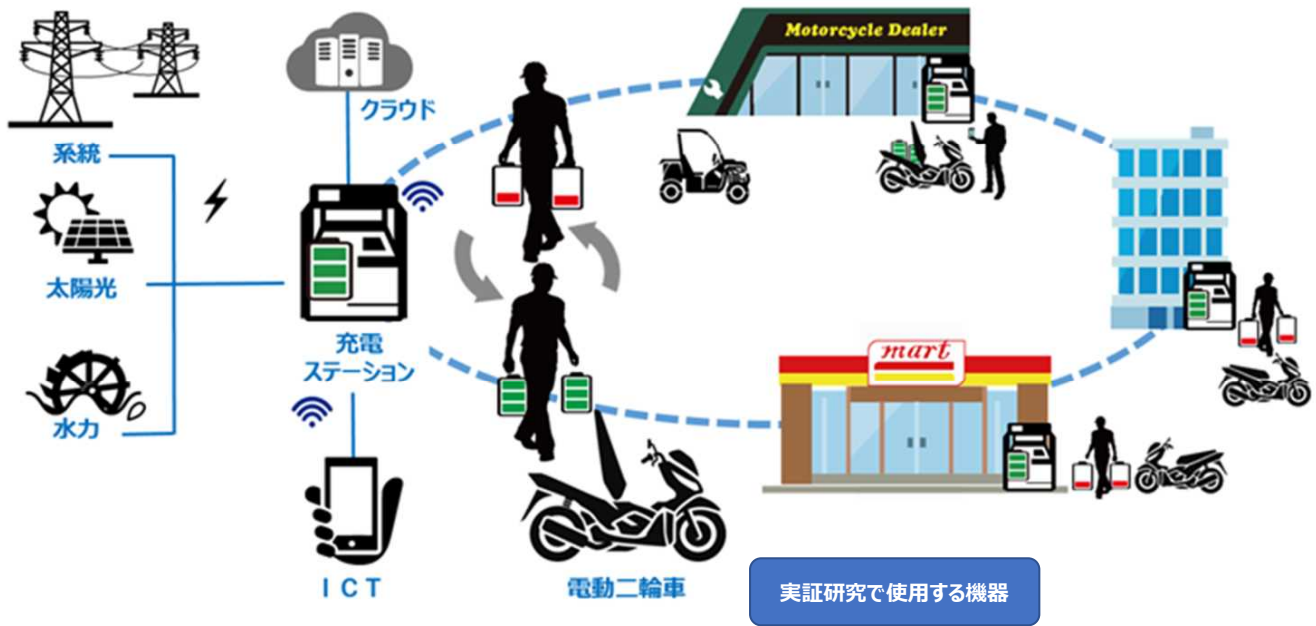 Motorcycle Dealer
クラウド
系統
太陽光
充電
ステーション
mart
水力
ICT
電動二輪車
実証研究で使用する機器